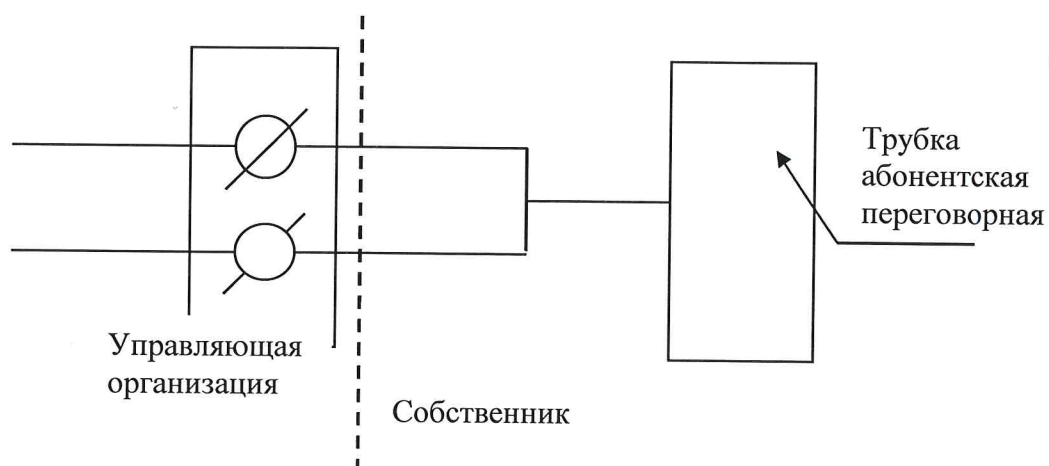 Трубка
абонентская
переговорная
Управляющая
организация
Собственник